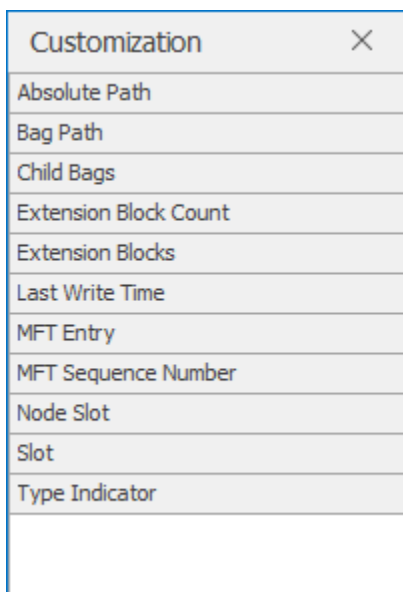 Customization
Absolute Path
Bag Path
Child Bags
Extension Block Count
Extension Blocks
Last Write Time
MFT Entry
MFT Sequence Number
Node Slot
Slot
Type Indicator